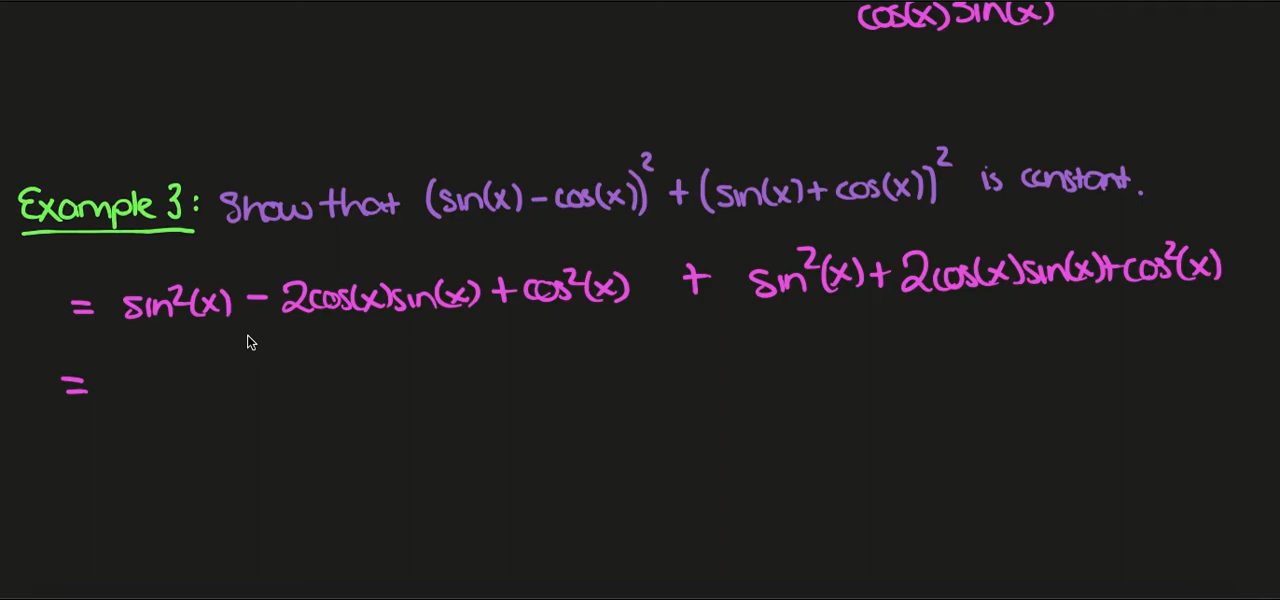 cos(x) sin(x)
Example 3: Show that (sin(x) - cos(x))² + (sin(x) + cos(x))² is constant.
= sin²(x) - 2cos(x)sin(x) + cos²(x) + sin²(x) + 2cos(x)sin(x) + cos²(x)
=